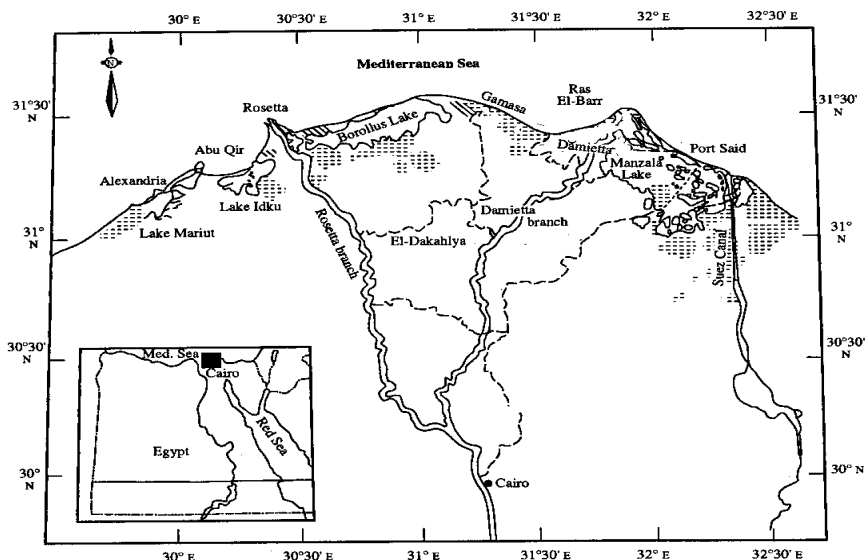 30° E
30°,30' E
31° E
31°,30' E
32° E
32°,30' E
N
Mediterranean Sea
31°30' N
31°30' N
Ras
El-Barr
Gamasa
Rosetta
Borollus Lake
Abu Qir
Damietta
Port Said
Manzala
Lake
Alexandria
Lake Idku
Lake Mariut
Rosetta branch
Damietta
branch
El-Dakahlya
Suez Canal
31° N
31° N
30°30' N
30°30' N
Med. Sea
Cairo
Red Sea
Egypt
30° N
30° N
Cairo
30° E
30°,30' E
31° E
31°,30' E
32° E
32°,30' E